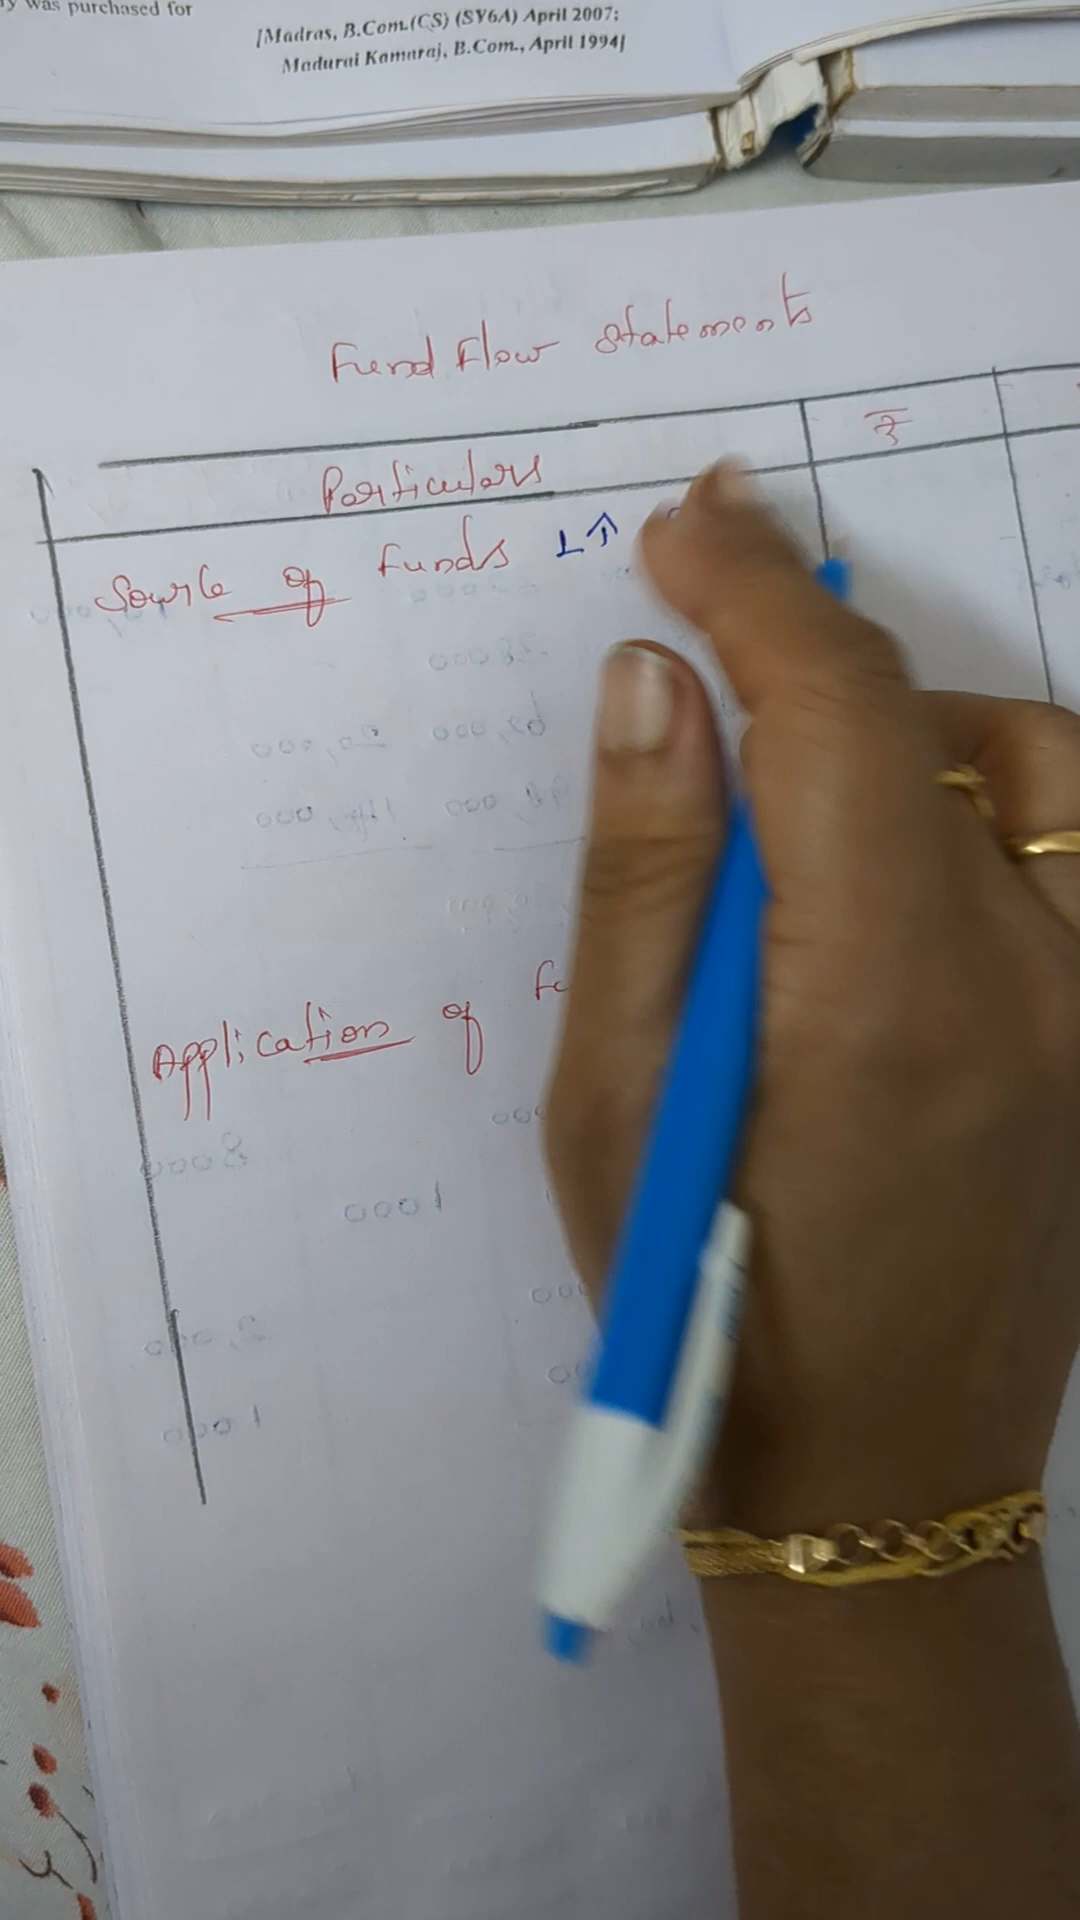 was purchased for
[Madras, B.Com.(CS) (SY6A) April 2007;
Madurai Kamaraj, B.Com., April 1994]
Fund Flow Statements
Particulars ₹
Source of Funds L↑
Application of